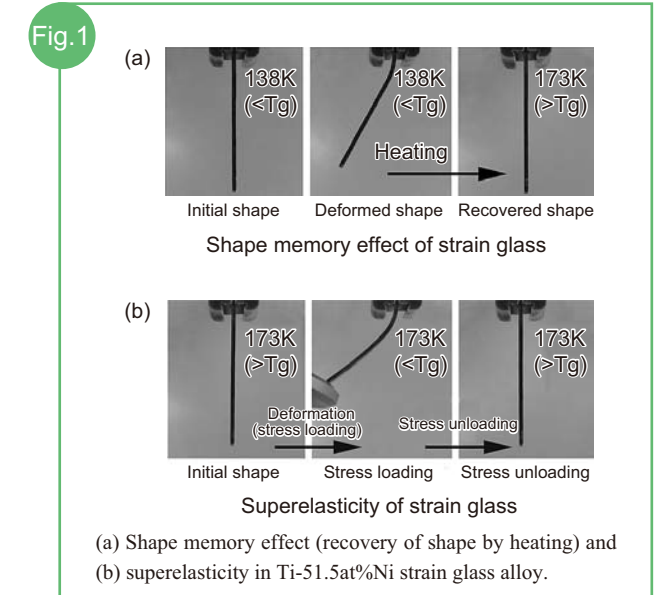 Fig.1
(a)
138K
(<Tg)
138K
(<Tg)
173K
(>Tg)
Heating
Initial shape
Deformed shape
Recovered shape
Shape memory effect of strain glass
(b)
173K
(>Tg)
173K
(<Tg)
173K
(>Tg)
Deformation
(stress loading)
Stress unloading
Initial shape
Stress loading
Stress unloading
Superelasticity of strain glass
(a) Shape memory effect (recovery of shape by heating) and
(b) superelasticity in Ti-51.5at%Ni strain glass alloy.